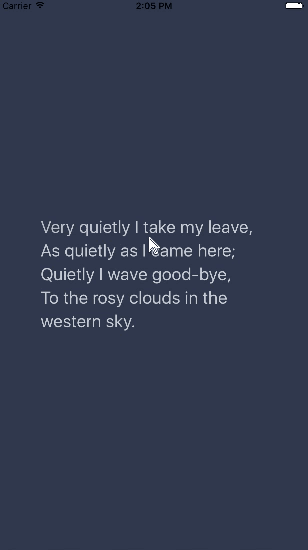 Carrier 2:05 PM
Very quietly I take my leave,
As quietly as I came here;
Quietly I wave good-bye,
To the rosy clouds in the
western sky.